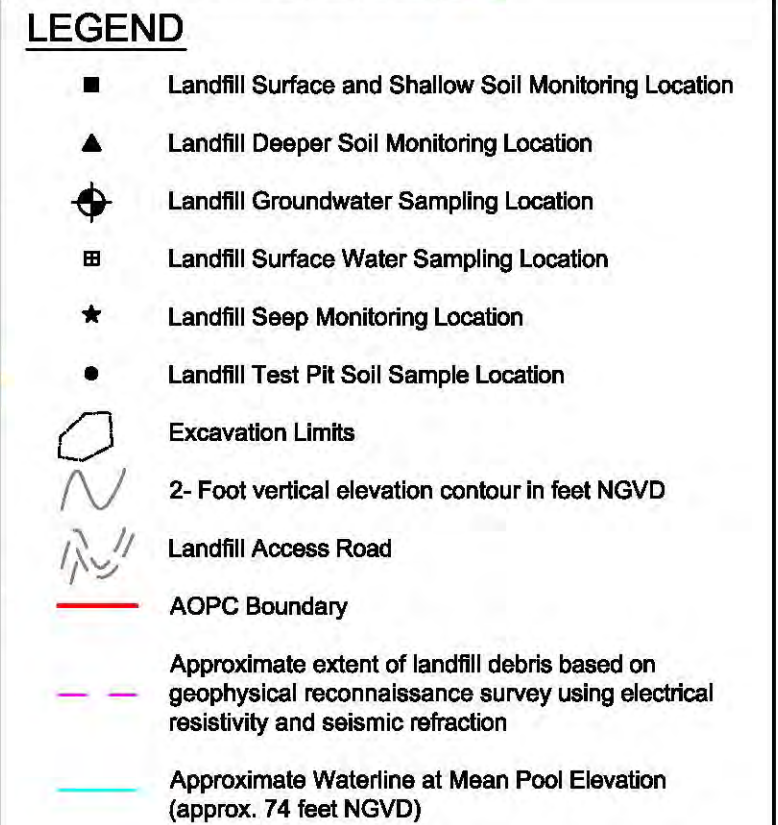 LEGEND
Landfill Surface and Shallow Soil Monitoring Location
Landfill Deeper Soil Monitoring Location
Landfill Groundwater Sampling Location
Landfill Surface Water Sampling Location
Landfill Seep Monitoring Location
Landfill Test Pit Soil Sample Location
Excavation Limits
2- Foot vertical elevation contour in feet NGVD
Landfill Access Road
AOPC Boundary
Approximate extent of landfill debris based on
geophysical reconnaissance survey using electrical
resistivity and seismic refraction
Approximate Waterline at Mean Pool Elevation
(approx. 74 feet NGVD)